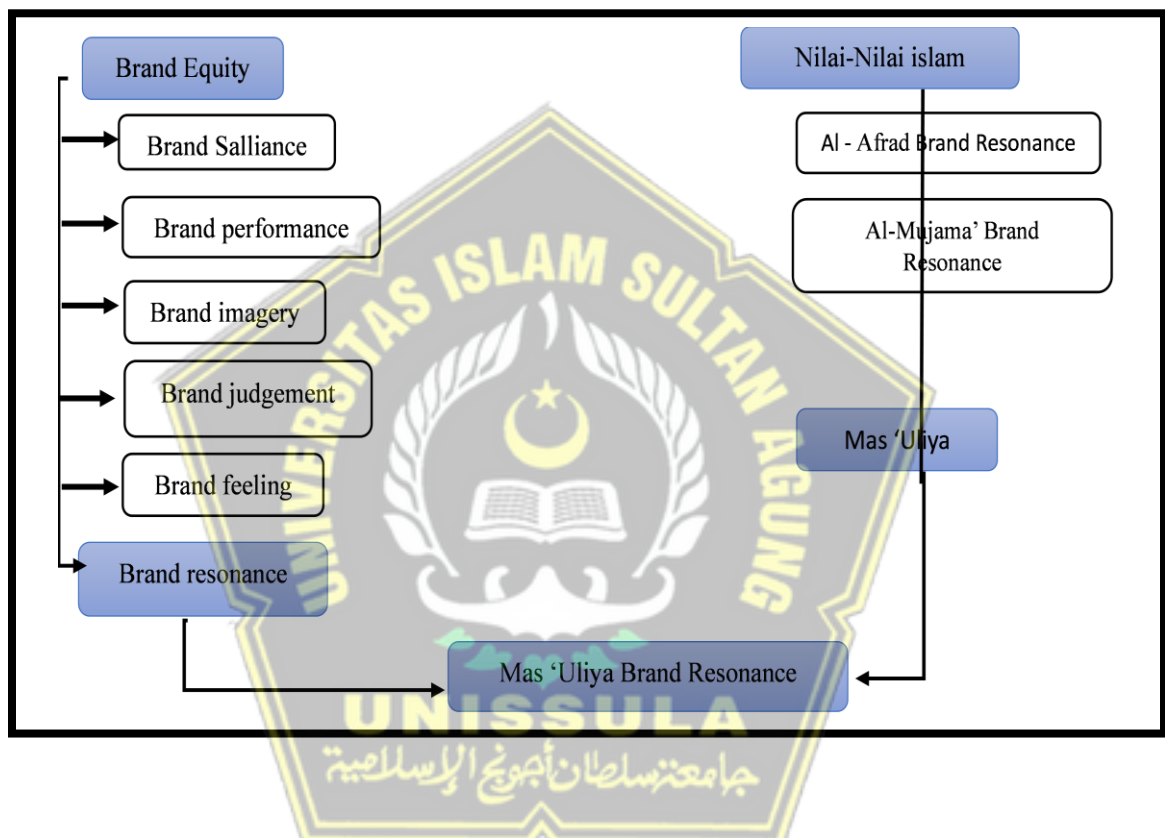 Brand Equity
Brand Salliance
Brand performance
Brand imagery
Brand judgement
Brand feeling
Brand resonance
Nilai-Nilai islam
Al - Afrad Brand Resonance
Al-Mujama’ Brand
Resonance
Mas ‘Uliya
Mas ‘Uliya Brand Resonance
UNIVERSITAS ISLAM SULTAN AGUNG
UNISSULA
جامعتسلطان أجونج الإسلامية